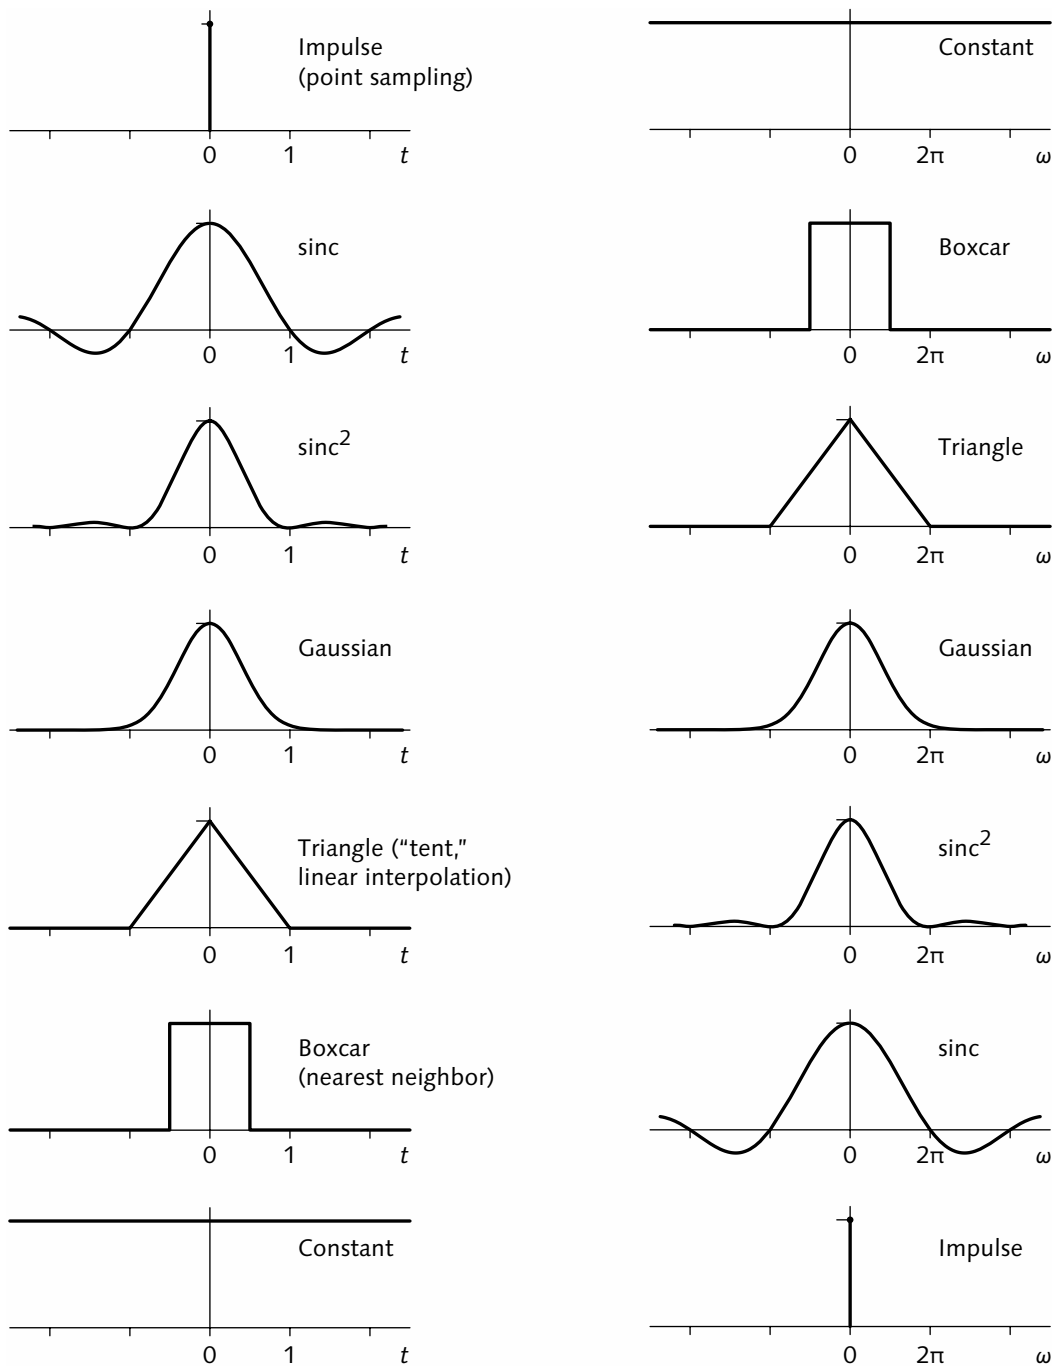 Impulse
(point sampling)
0 1 t
Constant
0 2π ω
sinc
0 1 t
Boxcar
0 2π ω
sinc²
0 1 t
Triangle
0 2π ω
Gaussian
0 1 t
Gaussian
0 2π ω
Triangle (“tent,”
linear interpolation)
0 1 t
sinc²
0 2π ω
Boxcar
(nearest neighbor)
0 1 t
sinc
0 2π ω
Constant
0 1 t
Impulse
0 2π ω